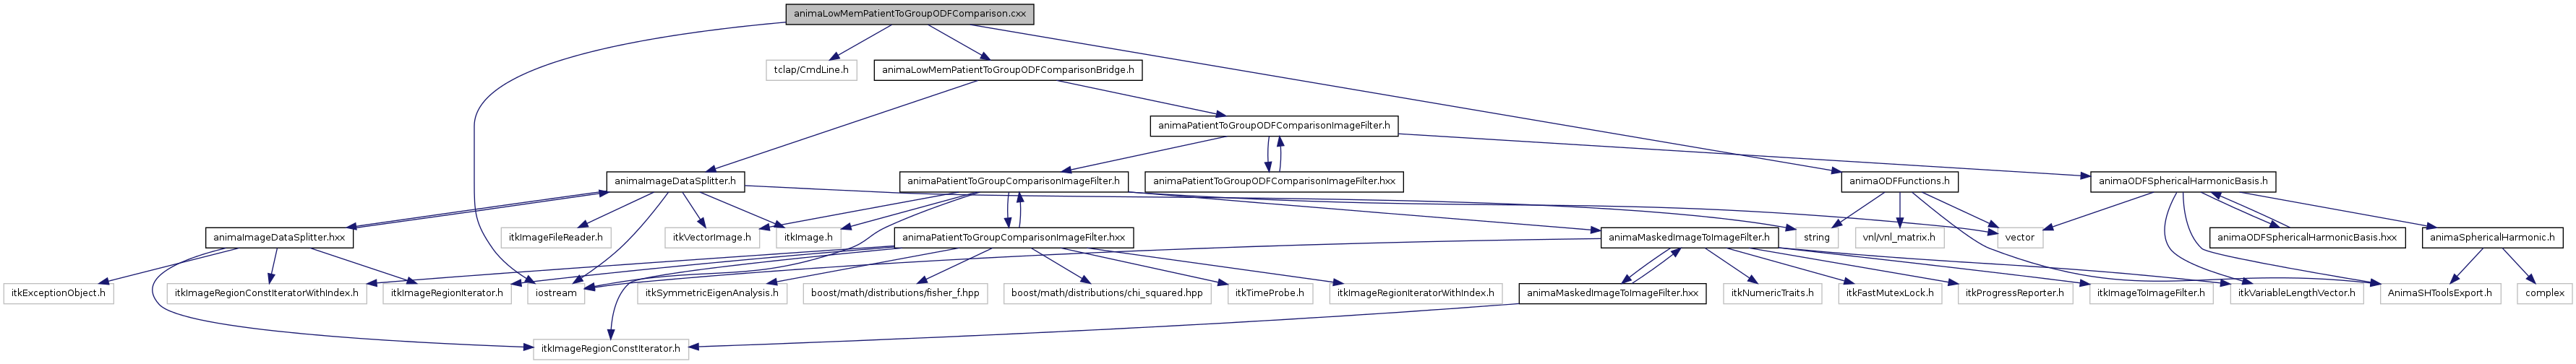 animaLowMemPatientToGroupODFComparison.cxx
tclap/CmdLine.h
animaLowMemPatientToGroupODFComparisonBridge.h
animaPatientToGroupODFComparisonImageFilter.h
animaImageDataSplitter.h
animaPatientToGroupComparisonImageFilter.h
animaPatientToGroupODFComparisonImageFilter.hxx
animaODFFunctions.h
animaODFSphericalHarmonicBasis.h
animaImageDataSplitter.hxx
itkImageFileReader.h
itkVectorImage.h
itkImage.h
animaPatientToGroupComparisonImageFilter.hxx
animaMaskedImageToImageFilter.h
string
vnl/vnl_matrix.h
vector
animaODFSphericalHarmonicBasis.hxx
animaSphericalHarmonic.h
itkExceptionObject.h
itkImageRegionConstIteratorWithIndex.h
itkImageRegionIterator.h
iostream
itkSymmetricEigenAnalysis.h
boost/math/distributions/fisher_f.hpp
boost/math/distributions/chi_squared.hpp
itkTimeProbe.h
itkImageRegionIteratorWithIndex.h
animaMaskedImageToImageFilter.hxx
itkNumericTraits.h
itkFastMutexLock.h
itkProgressReporter.h
itkImageToImageFilter.h
itkVariableLengthVector.h
AnimaSHToolsExport.h
complex
itkImageRegionConstIterator.h